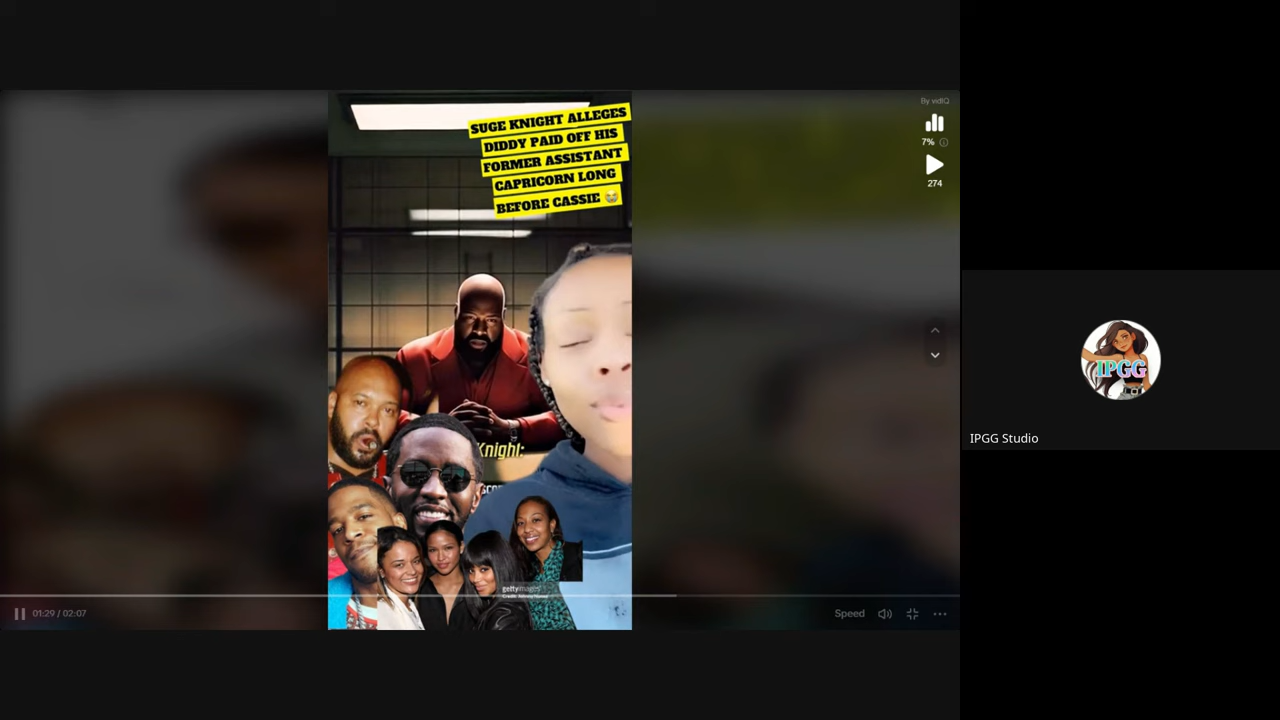 By vidIQ
7%
274
SUGE KNIGHT ALLEGES
DIDDY PAID OFF HIS
FORMER ASSISTANT
CAPRICORN LONG
BEFORE CASSIE 😭
Knight:
gettyimages
01:29 / 02:07
Speed
IPGG
IPGG Studio